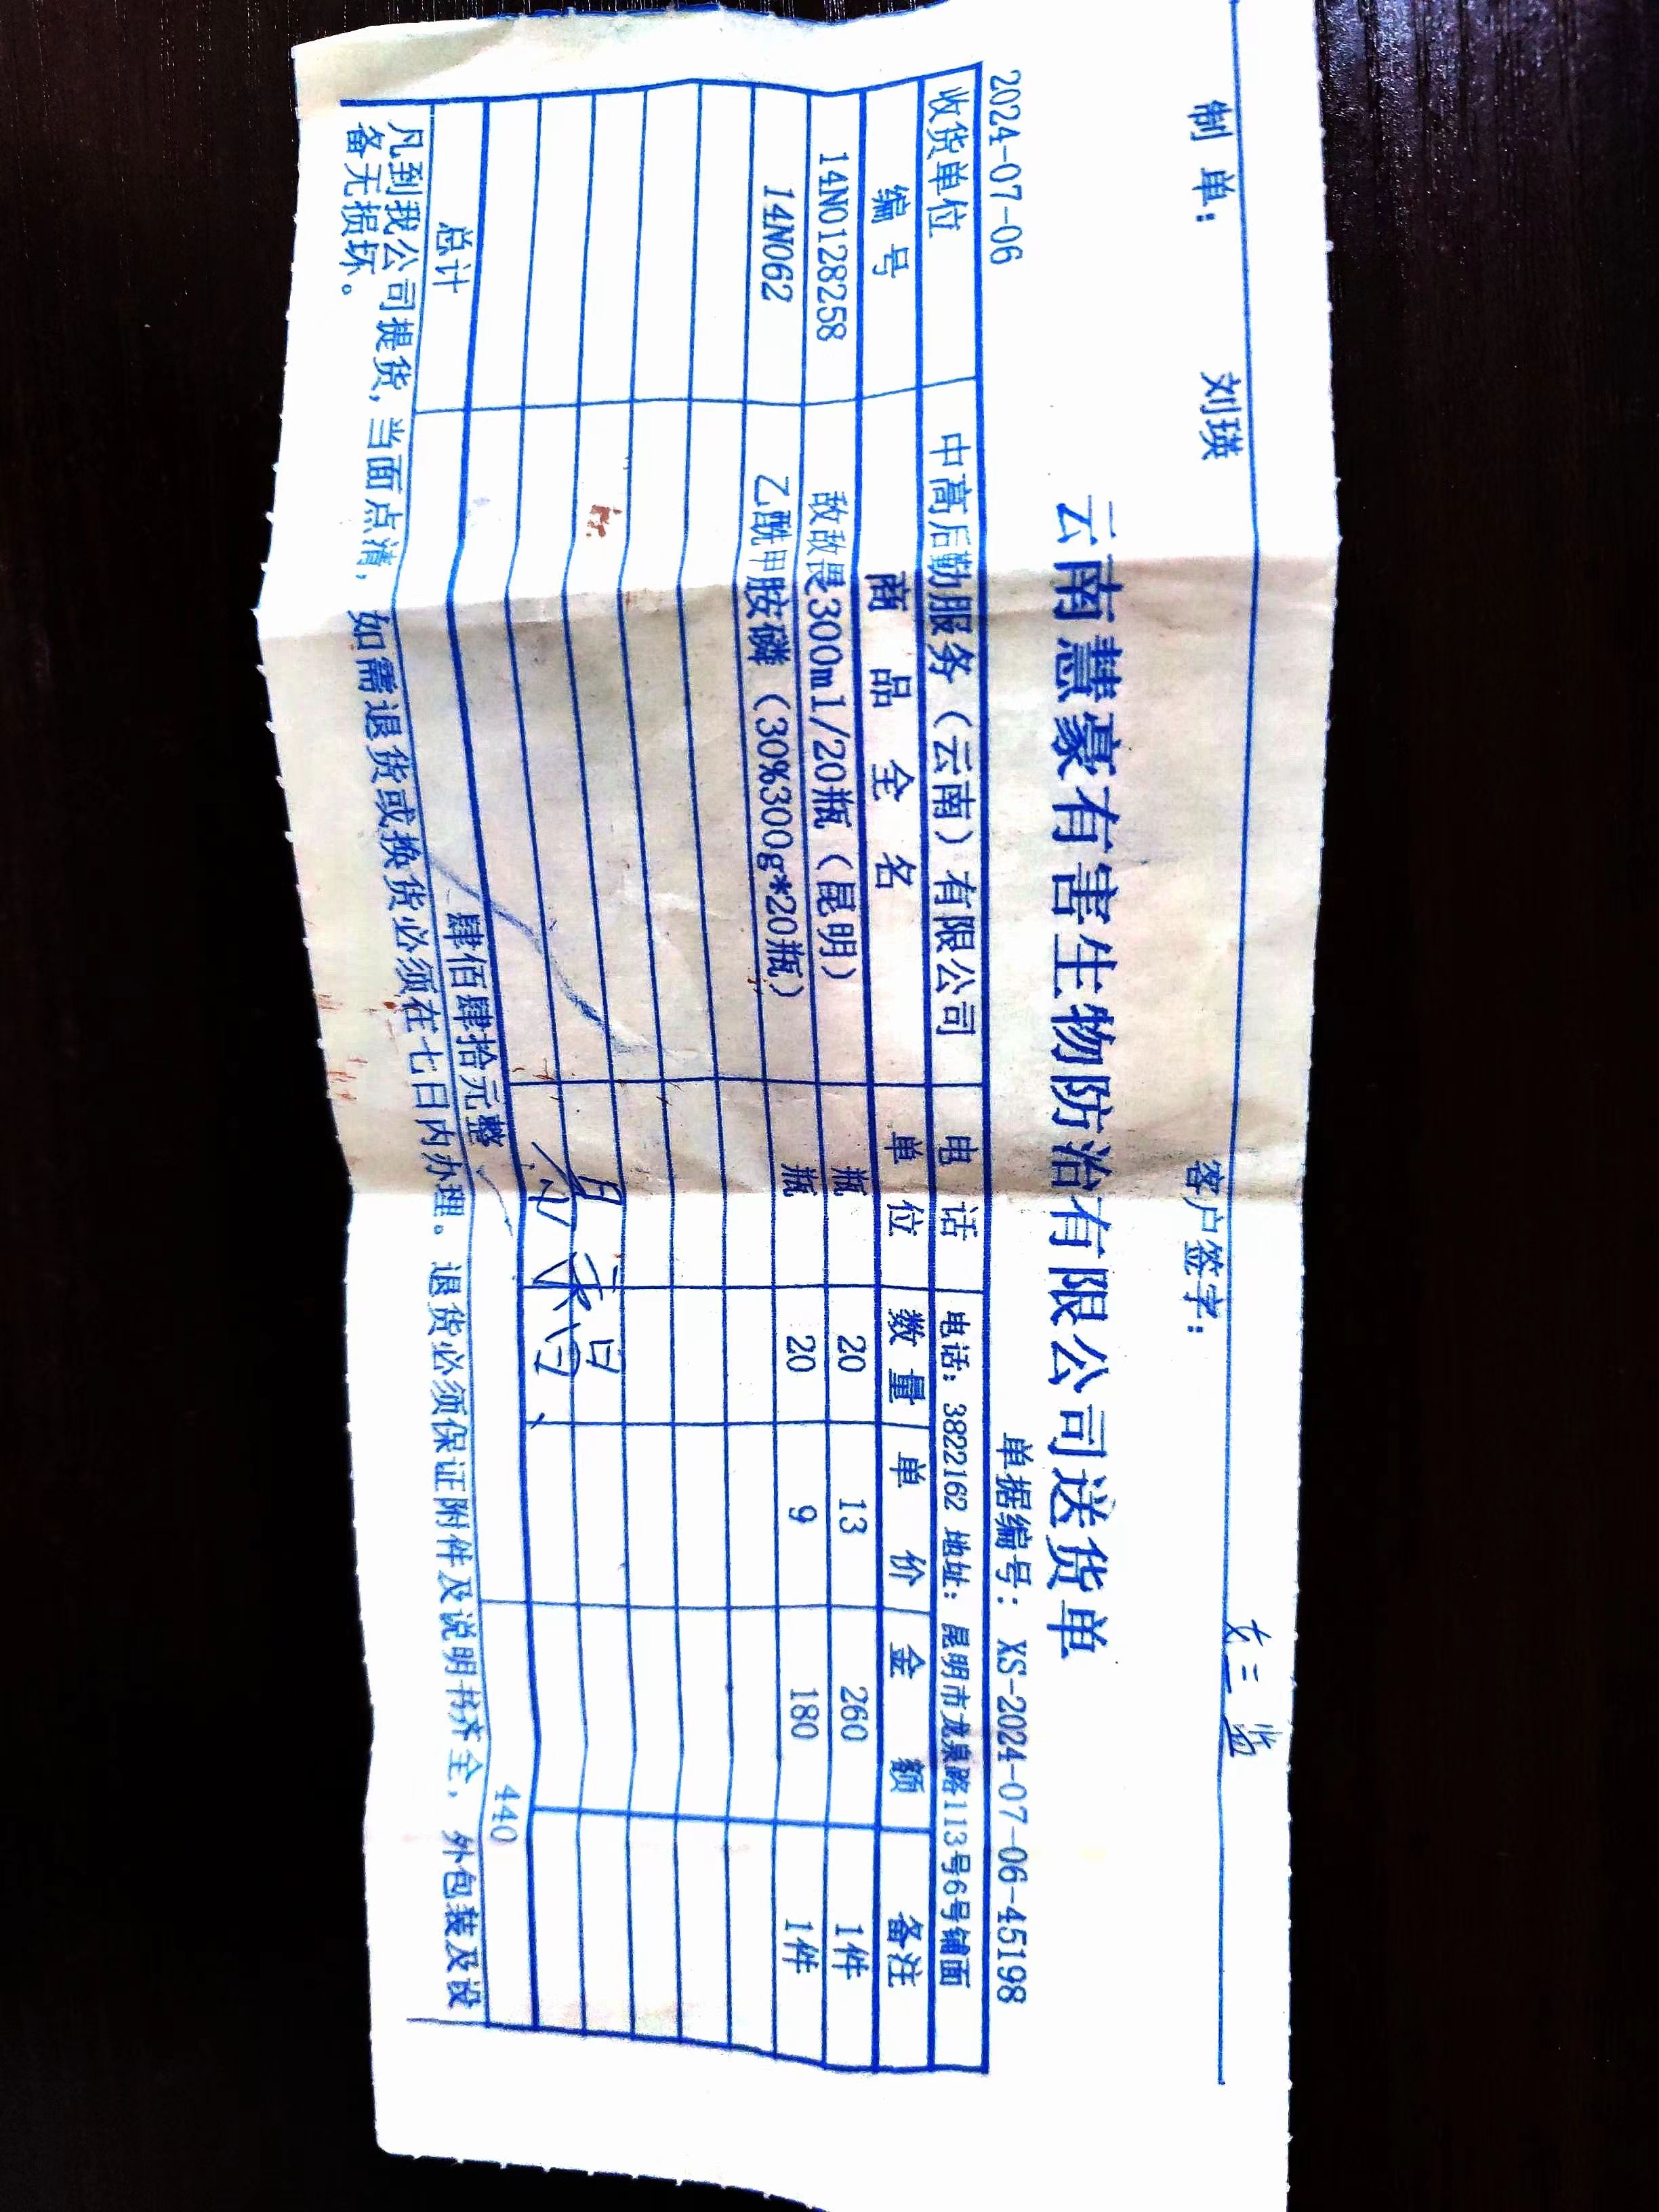 制 单: 刘瑛 客户签字:
女二监
云南慧豪有害生物防治有限公司送货单
2024-07-06 单据编号: XS-2024-07-06-45198
收货单位 中高后勤服务(云南)有限公司 电 话 电话: 3822162 地址: 昆明市龙泉路113号6号铺面
编 号 商 品 全 名 单 位 数 量 单 价 金 额 备注
14N0128258 敌敌畏300ml/20瓶(昆明) 瓶 20 13 260 1件
14N062 乙酰甲胺磷(30%300g*20瓶) 瓶 20 9 180 1件
总计 肆佰肆拾元整 440
凡到我公司提货,当面点清,如需退货或换货必须在七日内办理。退货必须保证附件及说明书齐全,外包装及设
备无损坏。